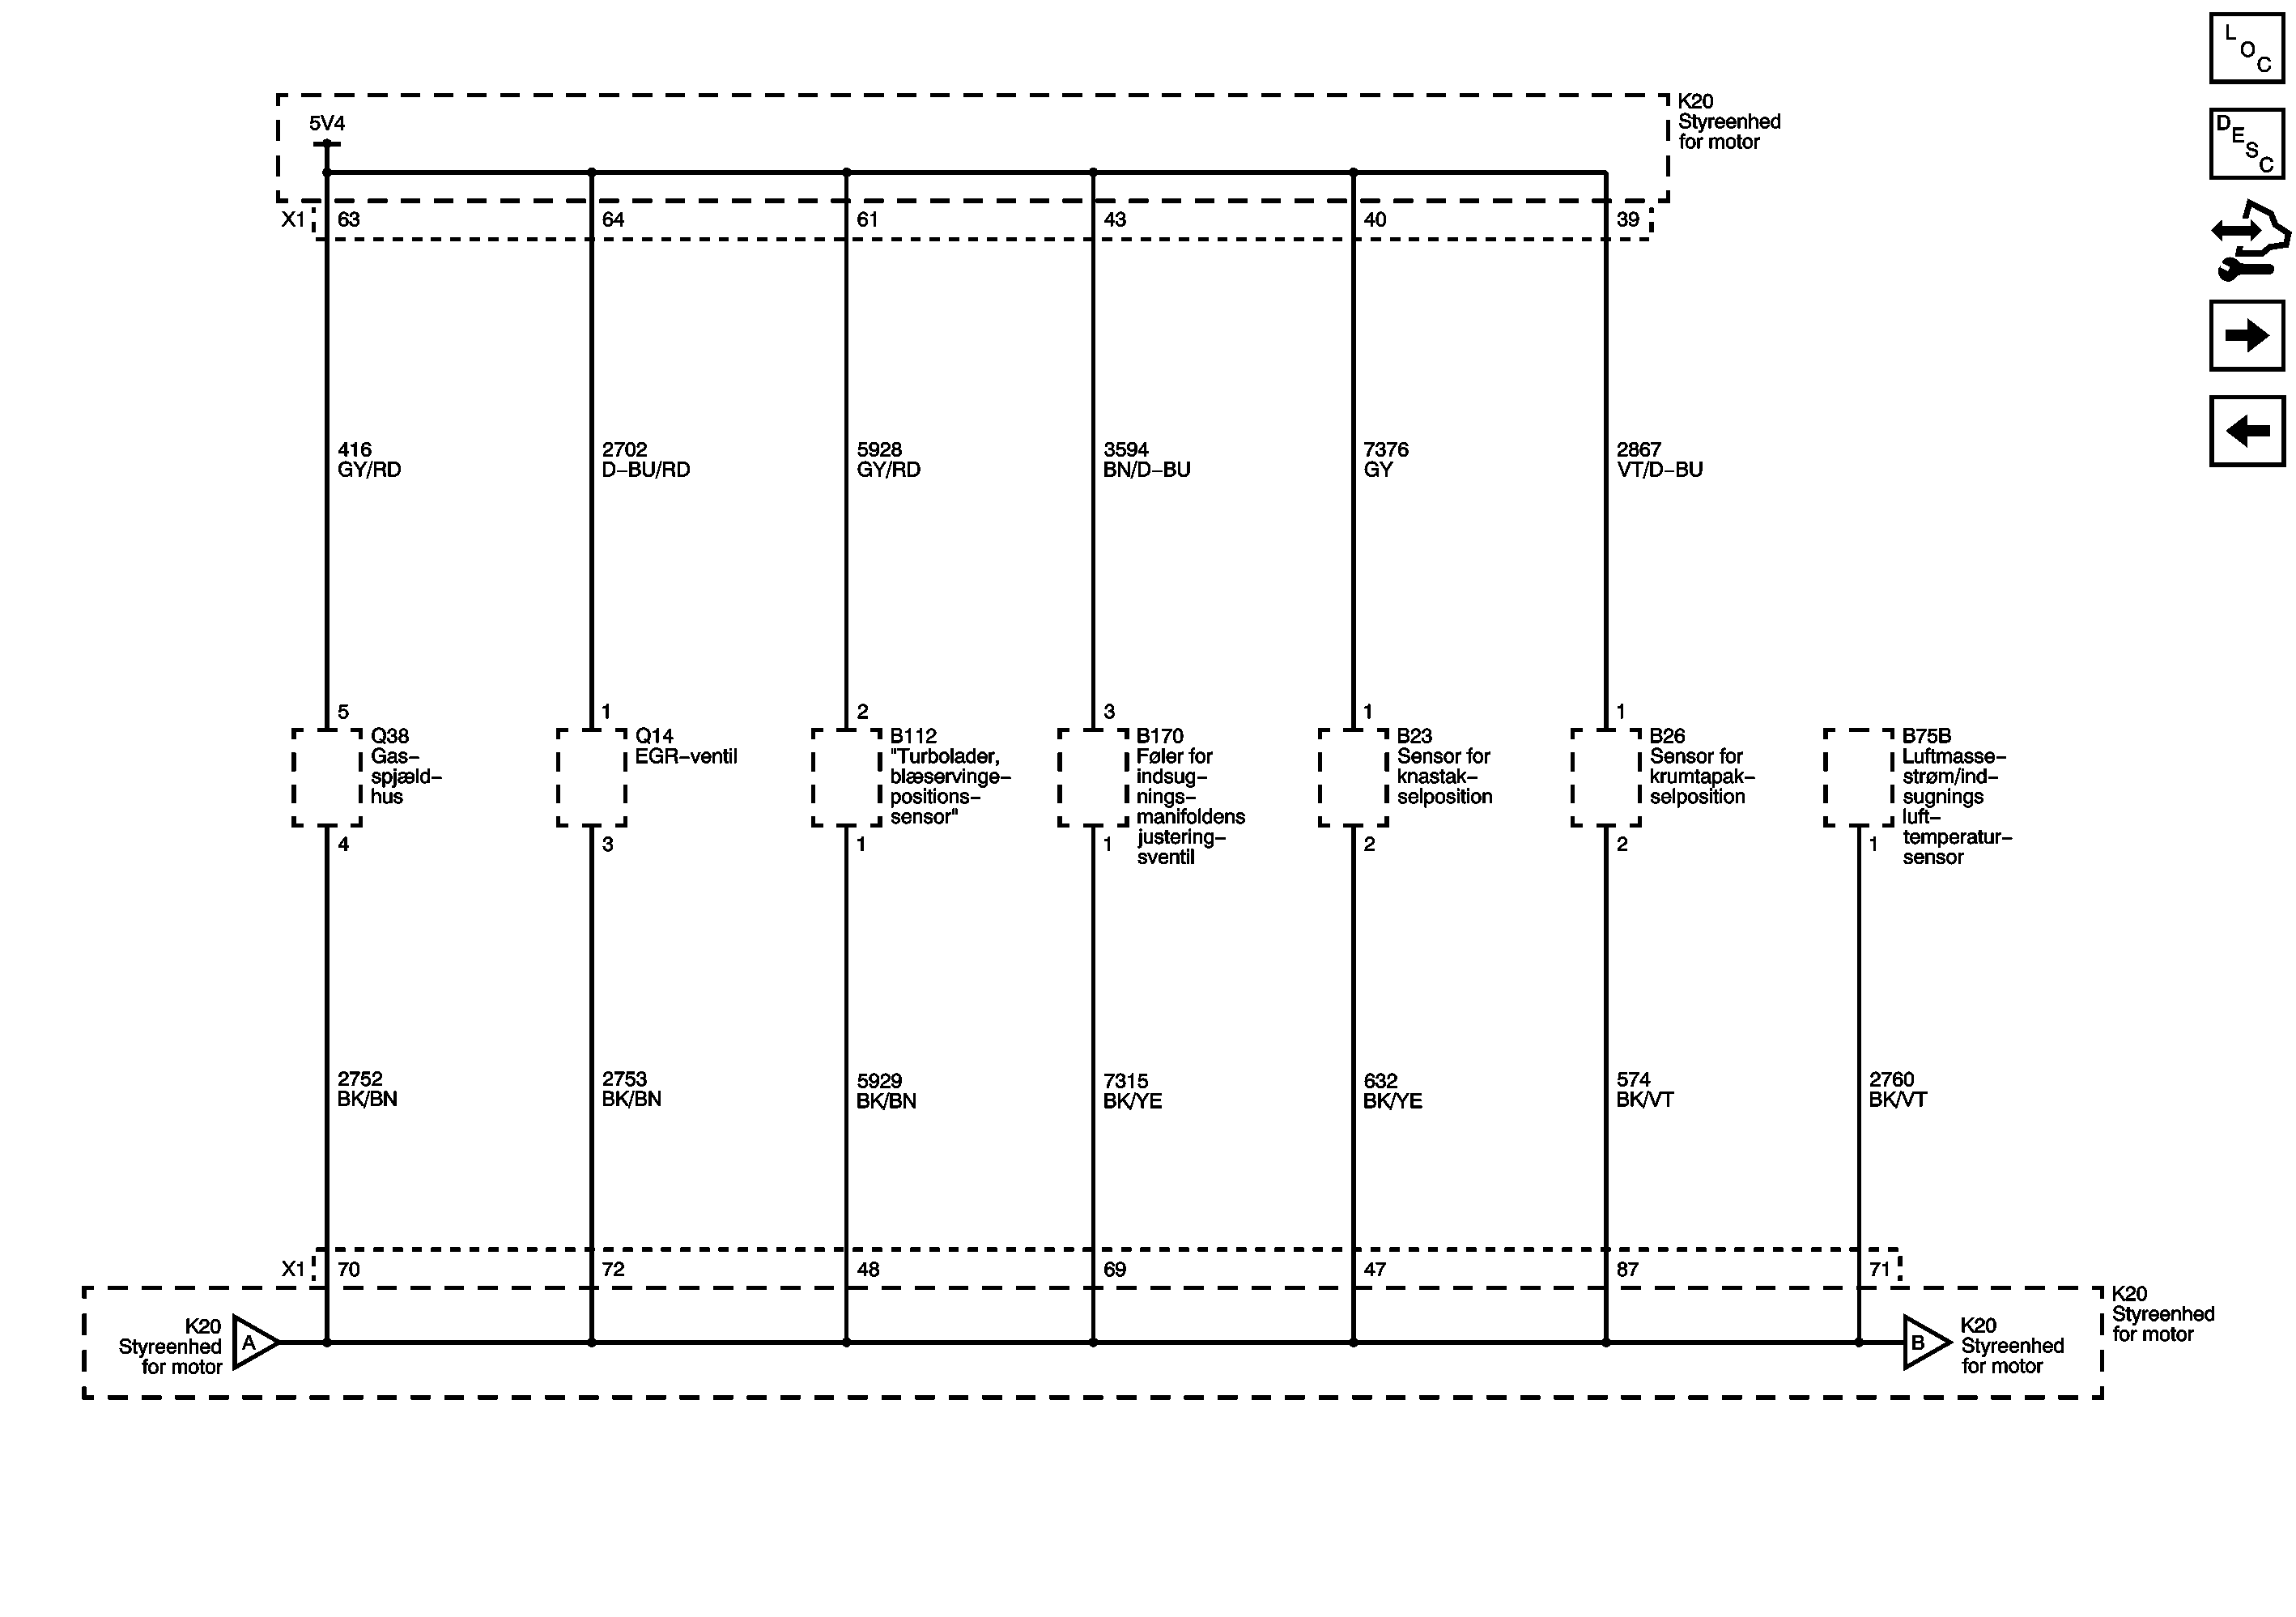 L
O
C
D
E
S
C
K20
Styreenhed
for motor
5V4
X1 63 64 61 43 40 39
416
GY/RD
2702
D-BU/RD
5928
GY/RD
3594
BN/D-BU
7376
GY
2867
VT/D-BU
5 1 2 3 1 1
Q38
Gas-
spjæld-
hus
Q14
EGR-ventil
B112
"Turbolader,
blæservinge-
positions-
sensor"
B170
Føler for
indsug-
nings-
manifoldens
justering-
sventil
B23
Sensor for
knastak-
selposition
B26
Sensor for
krumtapak-
selposition
B75B
Luftmasse-
strøm/ind-
sugnings
luft-
temperatur-
sensor
4 3 1 1 2 2 1
2752
BK/BN
2753
BK/BN
5929
BK/BN
7315
BK/YE
632
BK/YE
574
BK/VT
2760
BK/VT
X1 70 72 48 69 47 87 71
K20
Styreenhed
for motor
A
B
K20
Styreenhed
for motor
K20
Styreenhed
for motor